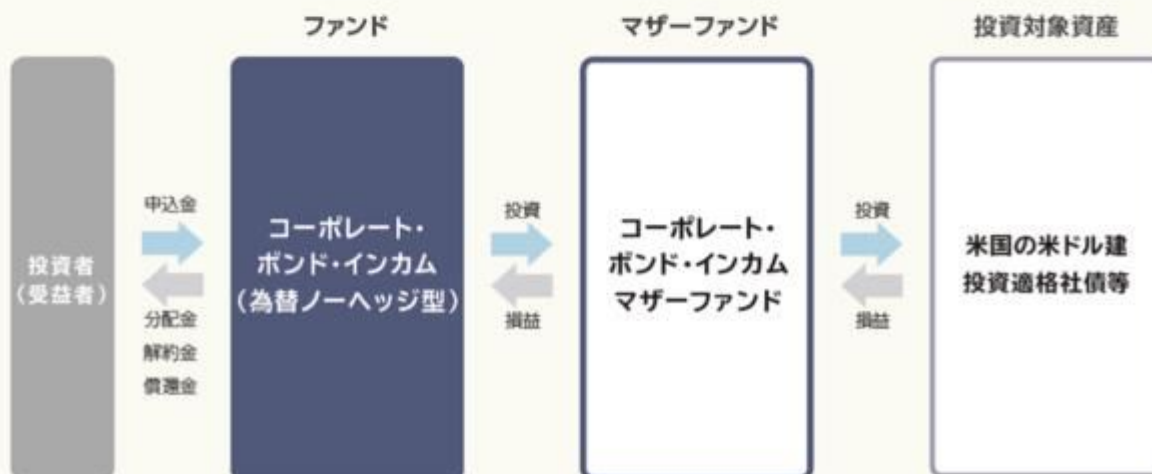 ファンド
マザーファンド
投資対象資産
投資者
（受益者）
申込金
分配金
解約金
償還金
コーポレート・
ボンド・インカム
（為替ノーヘッジ型）
投資
損益
コーポレート・
ボンド・インカム
マザーファンド
投資
損益
米国の米ドル建
投資適格社債等